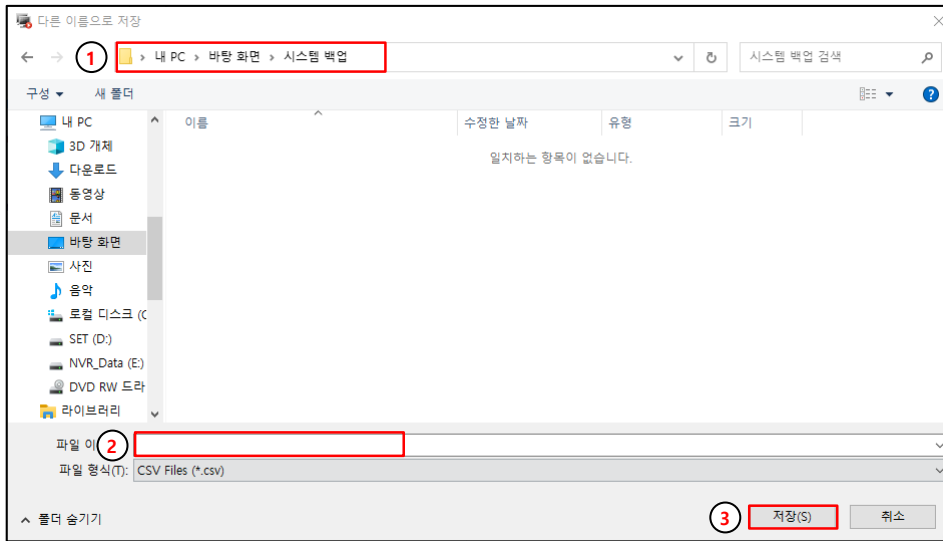 다른 이름으로 저장
1 내 PC > 바탕 화면 > 시스템 백업
시스템 백업 검색
구성 새 폴더
이름 수정한 날짜 유형 크기
일치하는 항목이 없습니다.
내 PC
3D 개체
다운로드
동영상
문서
바탕 화면
사진
음악
로컬 디스크 (C
SET (D:)
NVR_Data (E:)
DVD RW 드라
라이브러리
파일 이 2
파일 형식(T): CSV Files (*.csv)
폴더 숨기기 3 저장(S) 취소